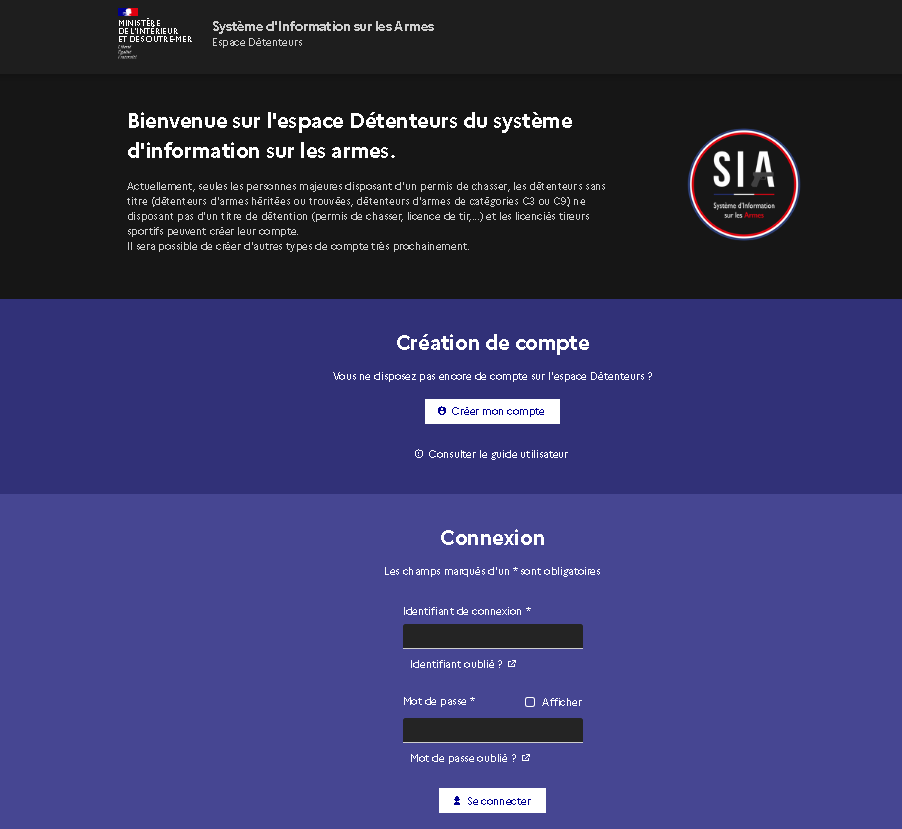 MINISTÈRE
DE L'INTÉRIEUR
ET DES OUTRE-MER
Liberté
Égalité
Fraternité
Système d'Information sur les Armes
Espace Détenteurs
Bienvenue sur l'espace Détenteurs du système
d'information sur les armes.
Actuellement, seules les personnes majeures disposant d'un permis de chasser, les détenteurs sans
titre (détenteurs d'armes héritées ou trouvées, détenteurs d'armes de catégories C3 ou C9) ne
disposant pas d'un titre de détention (permis de chasser, licence de tir,...) et les licenciés tireurs
sportifs peuvent créer leur compte.
Il sera possible de créer d'autres types de compte très prochainement.
SIA
Système d'Information
sur les Armes
Création de compte
Vous ne disposez pas encore de compte sur l'espace Détenteurs ?
Créer mon compte
Consulter le guide utilisateur
Connexion
Les champs marqués d'un * sont obligatoires
Identifiant de connexion *
Identifiant oublié ?
Mot de passe *
Afficher
Mot de passe oublié ?
Se connecter